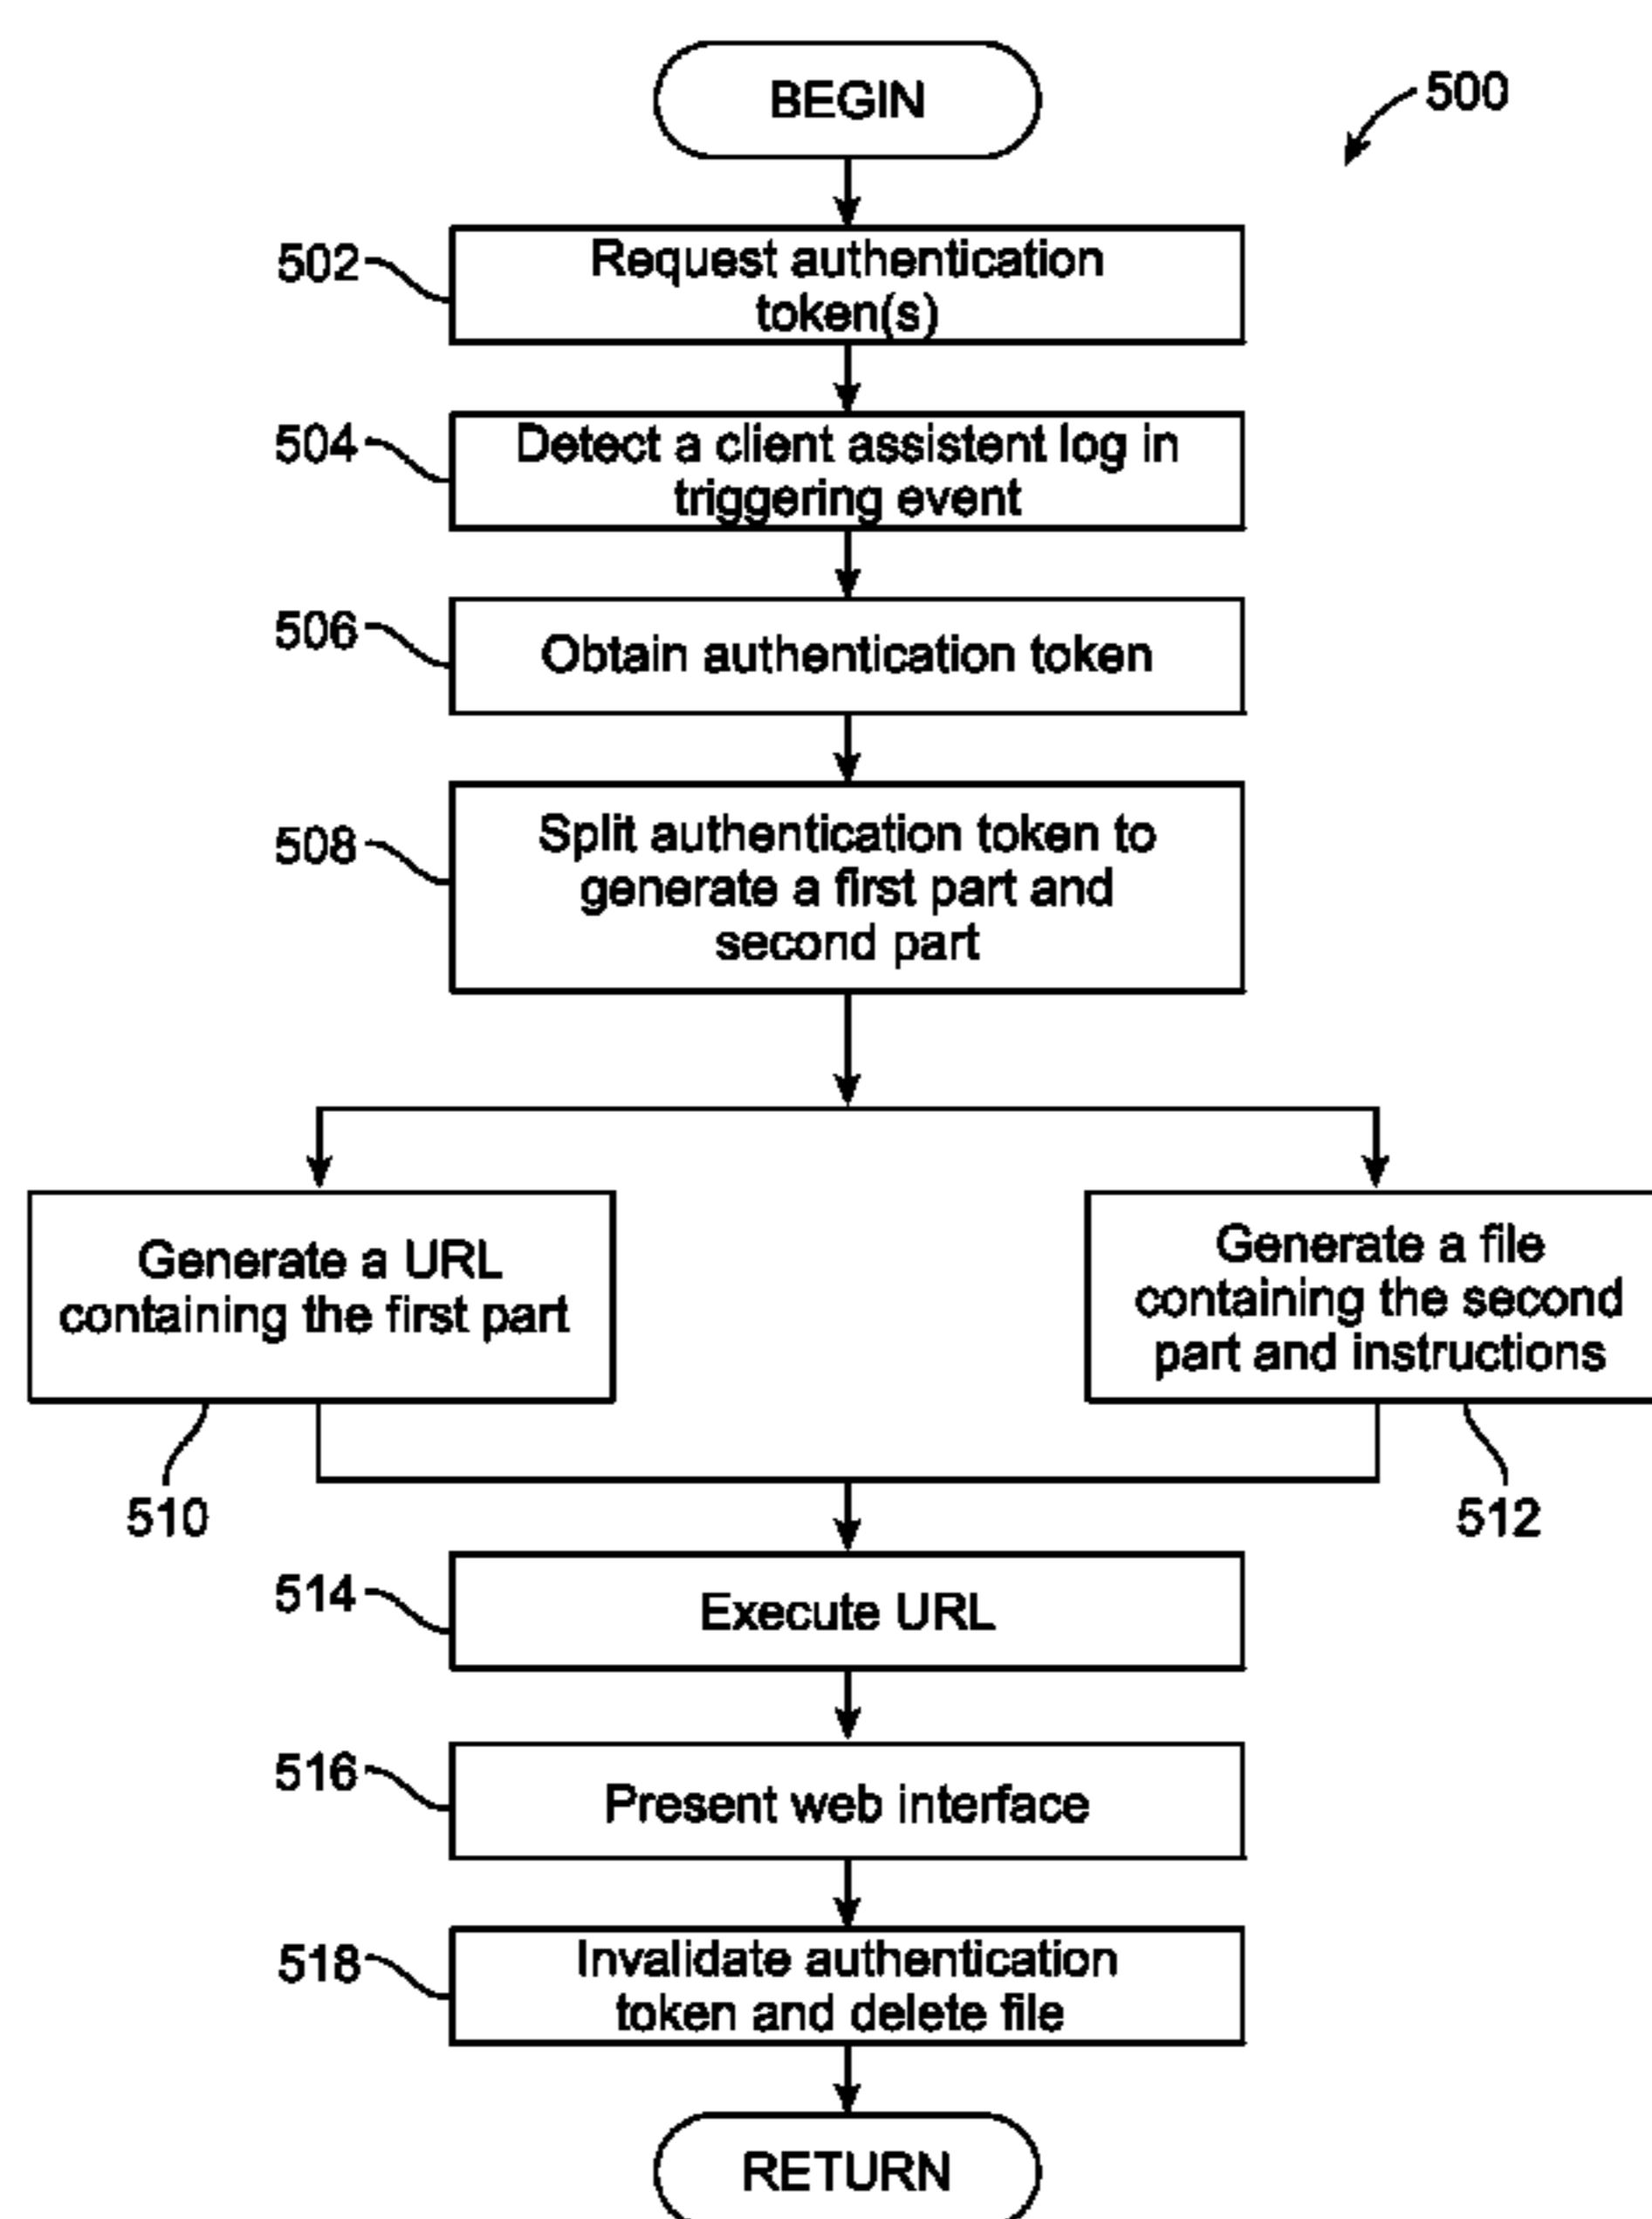 BEGIN
500
502
Request authentication
token(s)
504
Detect a client assistent log in
triggering event
506
Obtain authentication token
508
Split authentication token to
generate a first part and
second part
Generate a URL
containing the first part
Generate a file
containing the second
part and instructions
510
512
514
Execute URL
516
Present web interface
518
Invalidate authentication
token and delete file
RETURN